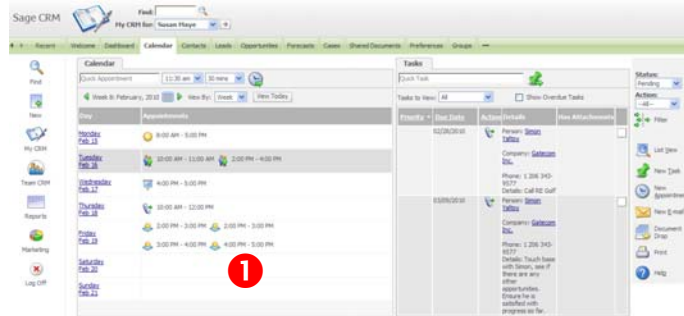 Sage CRM
Find:
My CRM for: Susan Maye
Recent Welcome Dashboard Calendar Contacts Leads Opportunities Forecasts Cases Shared Documents Preferences Groups
Find
New
My CRM
Team CRM
Reports
Marketing
Log Off
Calendar
Quick Appointment 11:30 am 30 mins
Week 8: February, 2010 View By: Week View Today
Day Appointments
Monday
Feb 15
8:00 AM - 5:00 PM
Tuesday
Feb 16
10:00 AM - 11:00 AM 2:00 PM - 4:00 PM
Wednesday
Feb 17
4:00 PM - 5:00 PM
Thursday
Feb 18
10:00 AM - 12:00 PM
Friday
Feb 19
2:00 PM - 3:00 PM 2:00 PM - 3:00 PM
3:00 PM - 4:00 PM 4:00 PM - 5:00 PM
Saturday
Feb 20
Sunday
Feb 21
1
Tasks
Quick Task
Tasks to View: All Show Overdue Tasks
Priority Due Date Action Details Has Attachments
02/28/2010
Person: Simon
Yaltoy
Company: Gatecom
Inc.
Phone: 1 206 343-
9577
Details: Call RE Golf
03/09/2010
Person: Simon
Yaltoy
Company: Gatecom
Inc.
Phone: 1 206 343-
9577
Details: Touch base
with Simon, see if
there are any
other
opportunities.
Ensure he is
satisfied with
progress so far.
Status:
Pending
Action:
--All--
Filter
List View
New Task
New
Appointment
New E-mail
Document
Drop
Print
Help